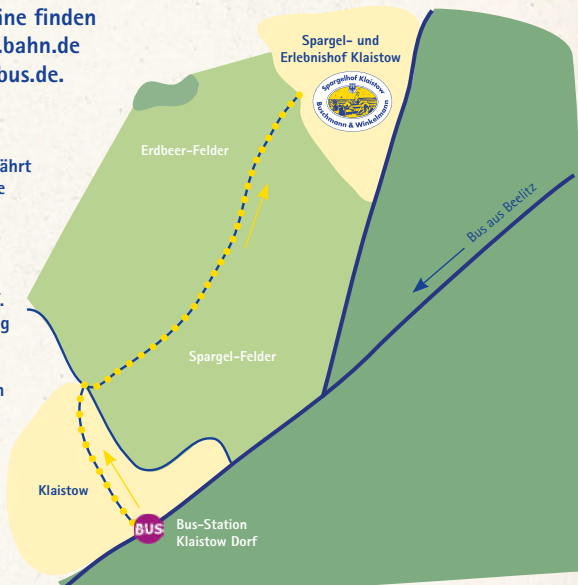 äne finden
.bahn.de
bus.de.
ährt
e
.
g
n
Spargel- und
Erlebnishof Klaistow
Spargelhof Klaistow
Buschmann & Winkelmann
Erdbeer-Felder
Bus aus Beelitz
Spargel-Felder
Klaistow
BUS
Bus-Station
Klaistow Dorf